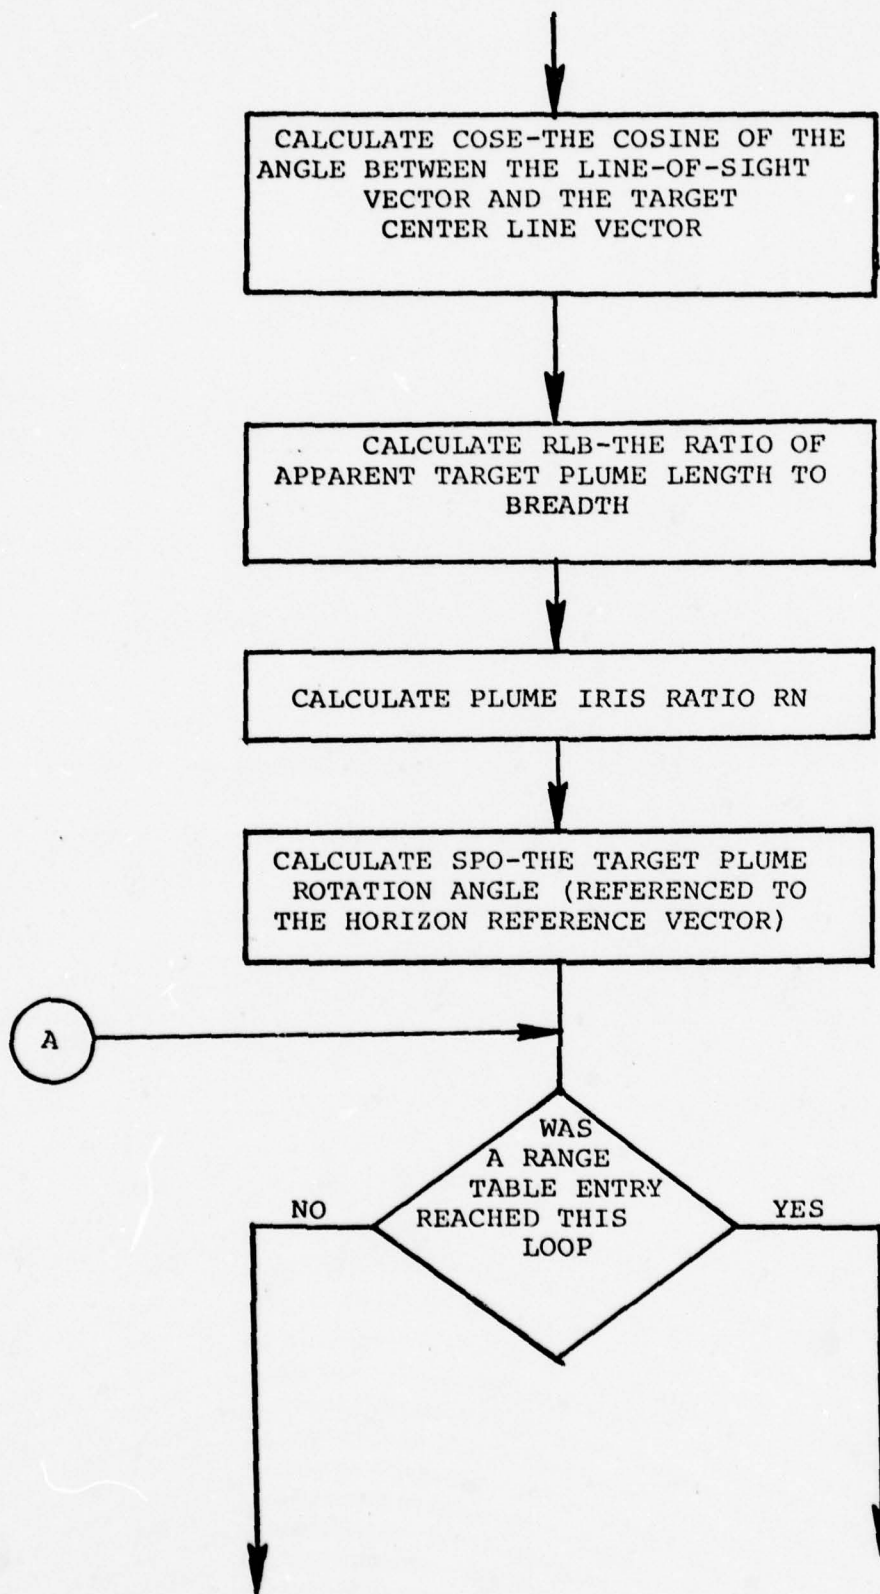 CALCULATE COSE-THE COSINE OF THE
ANGLE BETWEEN THE LINE-OF-SIGHT
VECTOR AND THE TARGET
CENTER LINE VECTOR
CALCULATE RLB-THE RATIO OF
APPARENT TARGET PLUME LENGTH TO
BREADTH
CALCULATE PLUME IRIS RATIO RN
CALCULATE SPO-THE TARGET PLUME
ROTATION ANGLE (REFERENCED TO
THE HORIZON REFERENCE VECTOR)
A
WAS
A RANGE
TABLE ENTRY
REACHED THIS
LOOP
NO
YES